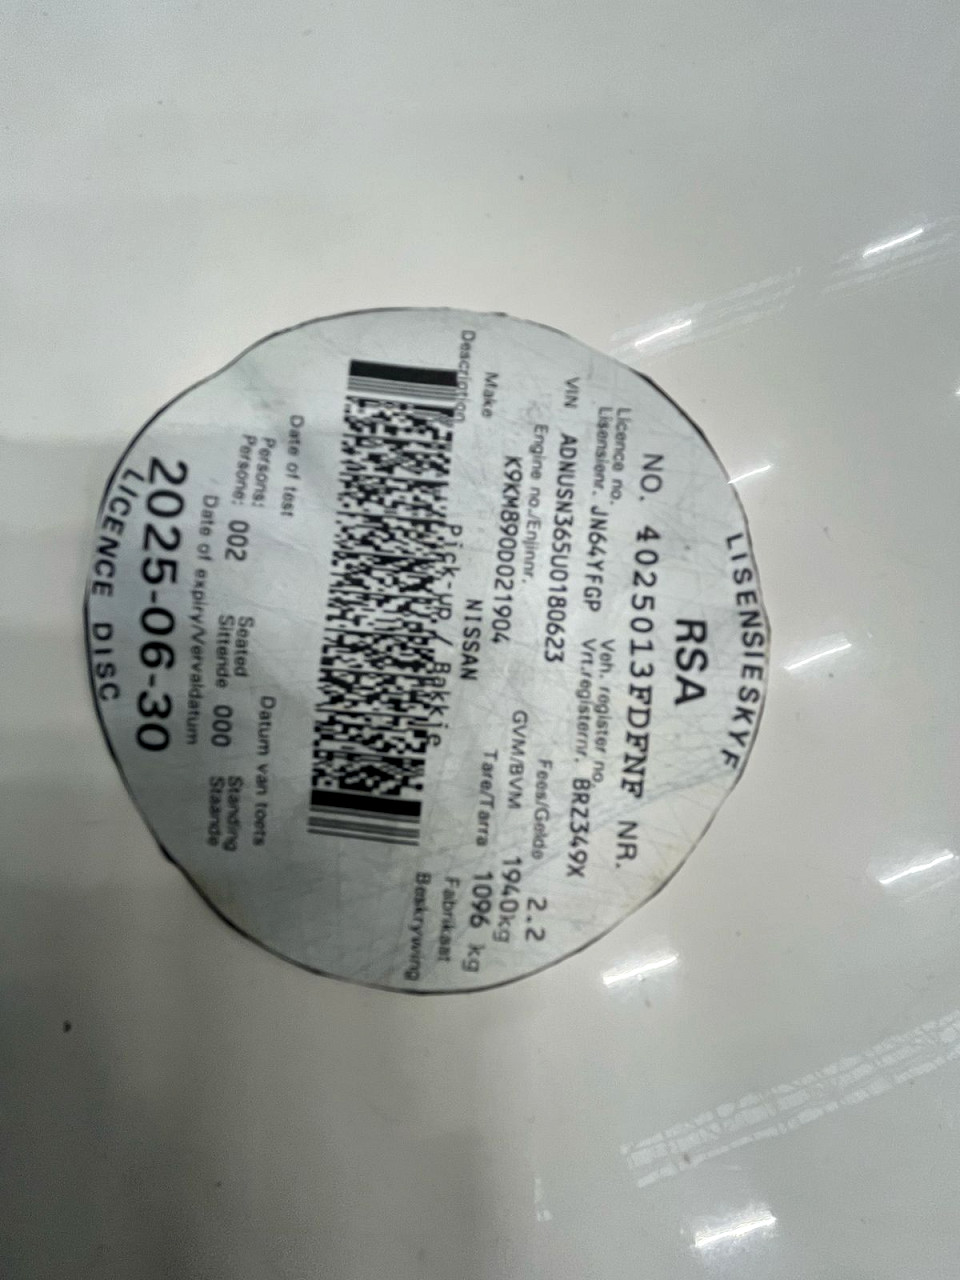 LISENSIESKYF
RSA
NO. 4025013FDFNF NR.
Licence no. Veh. register no.
Lisensienr. JN64YFGP Vrt.registernr. BRZ349X
VIN ADNUSN365U0180623 Fees/Gelde 2.2
Engine no./Enjinnr. GVM/BVM 1940kg
K9KM890D021904 Tare/Tarra 1096 kg
Make NISSAN Fabrikaat
Description Pick-up / Bakkie Beskrywing
Date of test Datum van toets
Persons: Seated Standing
Persone: 002 Sittende 000 Staande
Date of expiry/Vervaldatum
2025-06-30
LICENCE DISC